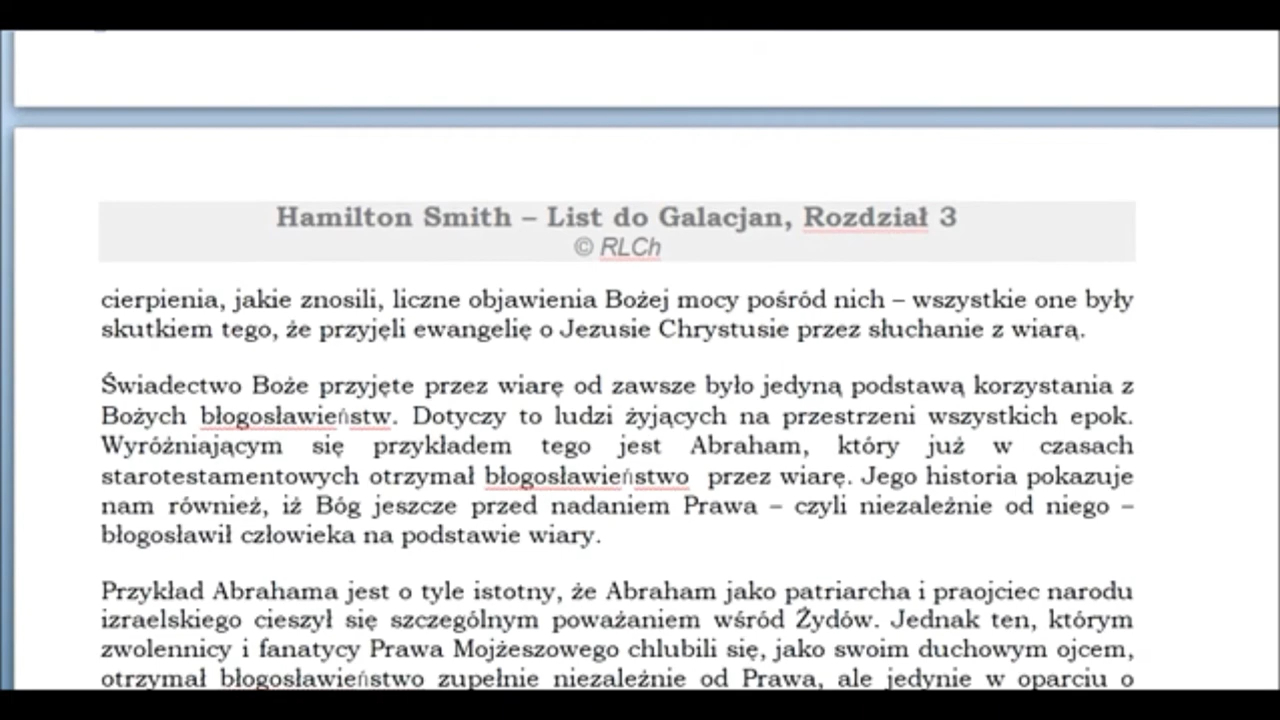 Hamilton Smith – List do Galacjan, Rozdział 3
© RLCh
cierpienia, jakie znosili, liczne objawienia Bożej mocy pośród nich – wszystkie one były
skutkiem tego, że przyjęli ewangelię o Jezusie Chrystusie przez słuchanie z wiarą.
Świadectwo Boże przyjęte przez wiarę od zawsze było jedyną podstawą korzystania z
Bożych błogosławieństw. Dotyczy to ludzi żyjących na przestrzeni wszystkich epok.
Wyróżniającym się przykładem tego jest Abraham, który już w czasach
starotestamentowych otrzymał błogosławieństwo przez wiarę. Jego historia pokazuje
nam również, iż Bóg jeszcze przed nadaniem Prawa – czyli niezależnie od niego –
błogosławił człowieka na podstawie wiary.
Przykład Abrahama jest o tyle istotny, że Abraham jako patriarcha i praojciec narodu
izraelskiego cieszył się szczególnym poważaniem wśród Żydów. Jednak ten, którym
zwolennicy i fanatycy Prawa Mojżeszowego chlubili się, jako swoim duchowym ojcem,
otrzymał błogosławieństwo zupełnie niezależnie od Prawa, ale jedynie w oparciu o